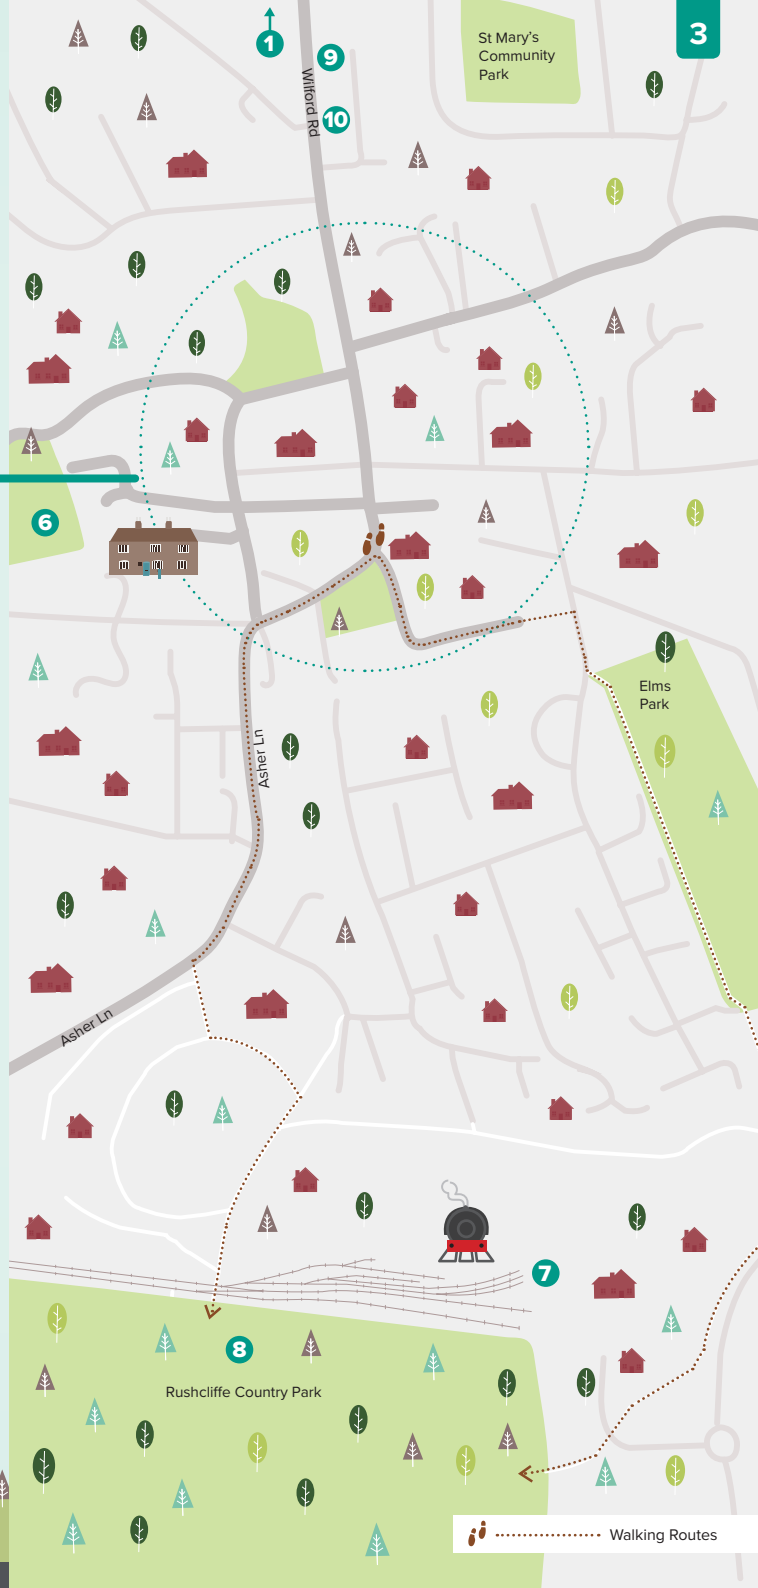 3
1
9
St Mary's
Community
Park
Wilford Rd
10
6
Elms
Park
Asher Ln
Asher Ln
7
8
Rushcliffe Country Park
Walking Routes